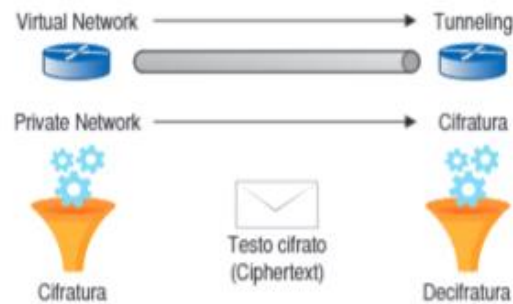 Virtual Network Tunneling
Private Network Cifratura
Testo cifrato
(Ciphertext)
Cifratura Decifratura